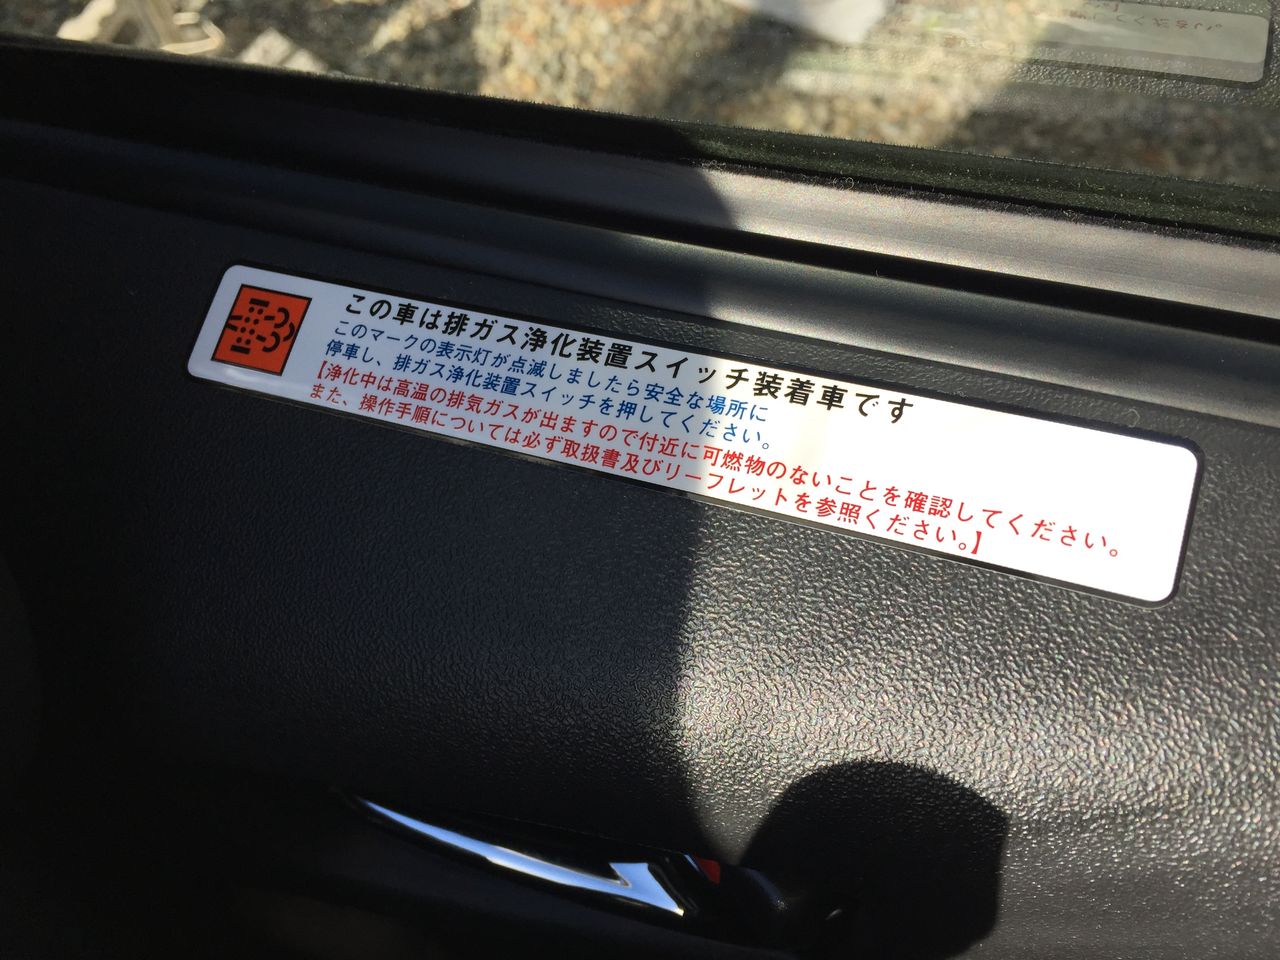 この車は排ガス浄化装置スイッチ装着車です
このマークの表示灯が点滅しましたら安全な場所に
停車し、排ガス浄化装置スイッチを押してください。
【浄化中は高温の排気ガスが出ますので付近に可燃物のないことを確認してください。
また、操作手順については必ず取扱書及びリーフレットを参照ください。】